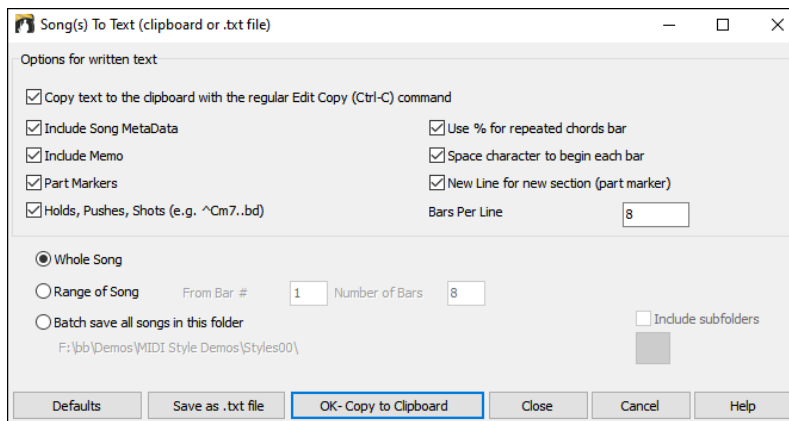 Song(s) To Text (clipboard or .txt file)
Options for written text
Copy text to the clipboard with the regular Edit Copy (Ctrl-C) command
Include Song MetaData
Use % for repeated chords bar
Include Memo
Space character to begin each bar
Part Markers
New Line for new section (part marker)
Holds, Pushes, Shots (e.g. ^Cm7..bd)
Bars Per Line 8
Whole Song
Range of Song From Bar # 1 Number of Bars 8
Batch save all songs in this folder
Include subfolders
F:\bb\Demos\MIDI Style Demos\Styles00\
Defaults Save as .txt file OK- Copy to Clipboard Close Cancel Help